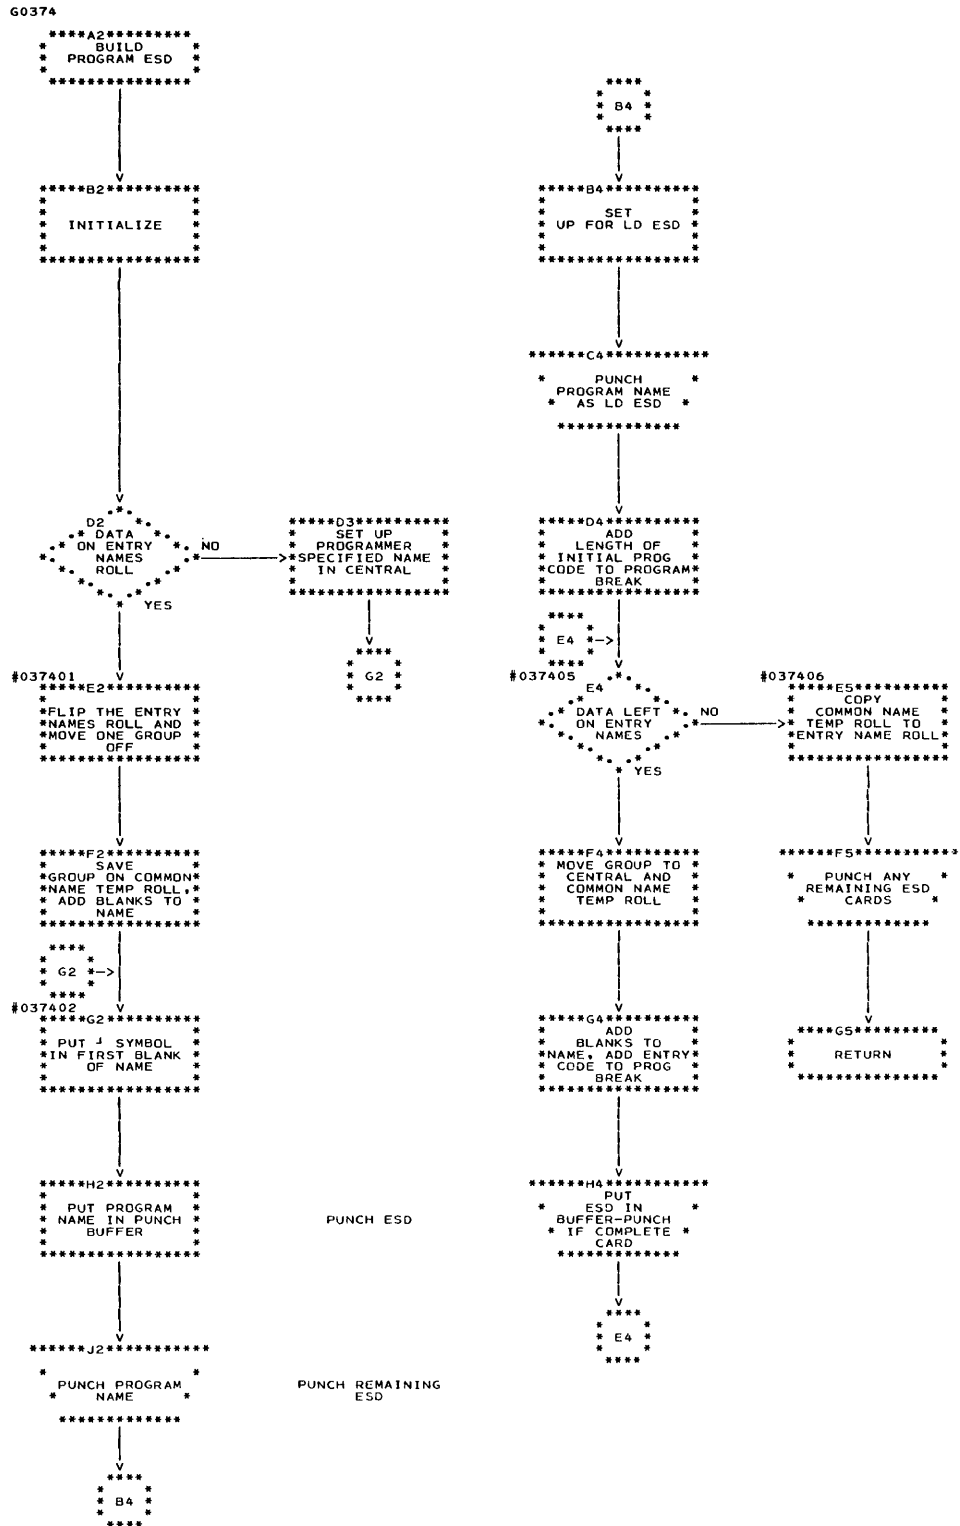 G0374
A2
BUILD
PROGRAM ESD
B2
INITIALIZE
D2
DATA
ON ENTRY
NAMES
ROLL
NO
YES
D3
SET UP
PROGRAMMER
SPECIFIED NAME
IN CENTRAL
G2
#037401
E2
FLIP THE ENTRY
NAMES ROLL AND
MOVE ONE GROUP
OFF
F2
SAVE
GROUP ON COMMON
NAME TEMP ROLL,
ADD BLANKS TO
NAME
G2
#037402
G2
PUT ┘ SYMBOL
IN FIRST BLANK
OF NAME
H2
PUT PROGRAM
NAME IN PUNCH
BUFFER
PUNCH ESD
J2
PUNCH PROGRAM
NAME
PUNCH REMAINING
ESD
B4
B4
B4
SET
UP FOR LD ESD
C4
PUNCH
PROGRAM NAME
AS LD ESD
D4
ADD
LENGTH OF
INITIAL PROG
CODE TO PROGRAM
BREAK
E4
#037405
E4
DATA LEFT
ON ENTRY
NAMES
NO
YES
#037406
E5
COPY
COMMON NAME
TEMP ROLL TO
ENTRY NAME ROLL
F4
MOVE GROUP TO
CENTRAL AND
COMMON NAME
TEMP ROLL
F5
PUNCH ANY
REMAINING ESD
CARDS
G4
ADD
BLANKS TO
NAME, ADD ENTRY
CODE TO PROG
BREAK
G5
RETURN
H4
PUT
ESD IN
BUFFER-PUNCH
IF COMPLETE
CARD
E4